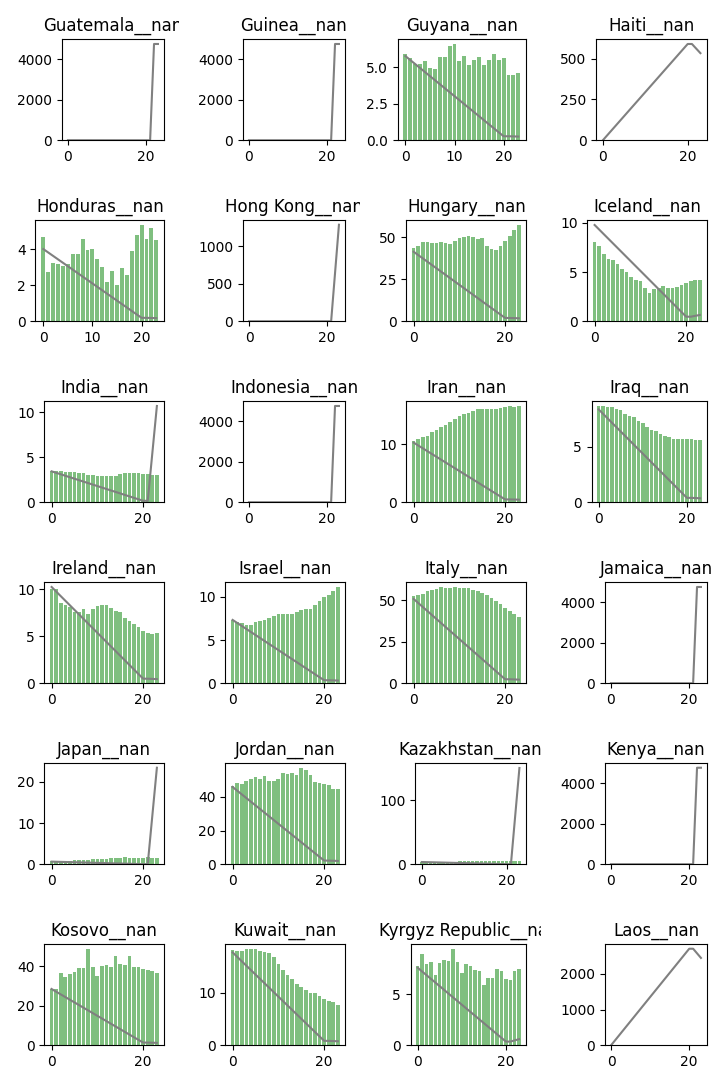 Guatemala__nan Guinea__nan Guyana__nan Haiti__nan
4000 4000 5.0 500
2000 2000 2.5 250
0 0 0.0 0
0 20 0 20 0 10 20 0 20
Honduras__nan Hong Kong__nan Hungary__nan Iceland__nan
4 1000 50 10
2 500 25 5
0 0 0 0
0 10 20 0 20 0 20 0 20
India__nan Indonesia__nan Iran__nan Iraq__nan
10 4000 10 5
5 2000
0 0 0 0
0 20 0 20 0 20 0 20
Ireland__nan Israel__nan Italy__nan Jamaica__nan
10 10 50 4000
5 5 25 2000
0 0 0 0
0 20 0 20 0 20 0 20
Japan__nan Jordan__nan Kazakhstan__nan Kenya__nan
20 40 100 4000
10 20 2000
0 0 0 0
0 20 0 20 0 20 0 20
Kosovo__nan Kuwait__nan Kyrgyz Republic__na Laos__nan
40 10 5 2000
20 1000
0 0 0 0
0 20 0 20 0 20 0 20